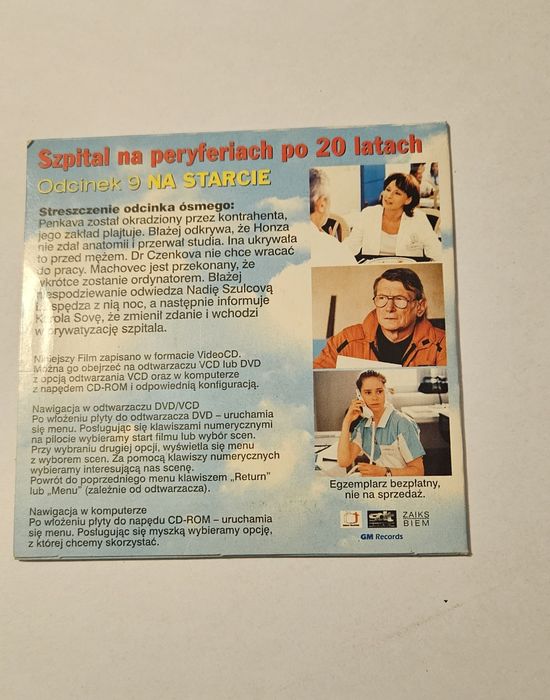 Szpital na peryferiach po 20 latach
Odcinek 9 NA STARCIE
Streszczenie odcinka ósmego:
Penkava został okradziony przez kontrahenta,
jego zakład plajtuje. Błażej odkrywa, że Honza
nie zdał anatomii i przerwał studia. Ina ukrywała
to przed mężem. Dr Czenkova nie chce wracać
do pracy. Machovec jest przekonany, że
wkrótce zostanie ordynatorem. Błażej
niespodziewanie odwiedza Nadię Szulcovą
i spędza z nią noc, a następnie informuje
Karola Sovę, że zmienił zdanie i wchodzi
w prywatyzację szpitala.
Niniejszy Film zapisano w formacie VideoCD.
Można go obejrzeć na odtwarzaczu VCD lub DVD
z opcją odtwarzania VCD oraz w komputerze
z napędem CD-ROM i odpowiednią konfiguracją.
Nawigacja w odtwarzaczu DVD/VCD
Po włożeniu płyty do odtwarzacza DVD – uruchamia
się menu. Posługując się klawiszami numerycznymi
na pilocie wybieramy start filmu lub wybór scen.
Przy wybraniu drugiej opcji, wyświetla się menu
z wyborem scen. Za pomocą klawiszy numerycznych
wybieramy interesującą nas scenę.
Powrót do poprzedniego menu klawiszem „Return"
lub „Menu" (zależnie od odtwarzacza).
Nawigacja w komputerze
Po włożeniu płyty do napędu CD-ROM – uruchamia
się menu. Posługując się myszką wybieramy opcję,
z której chcemy skorzystać.
Egzemplarz bezpłatny,
nie na sprzedaż.
ZAIKS
BIEM
GM Records